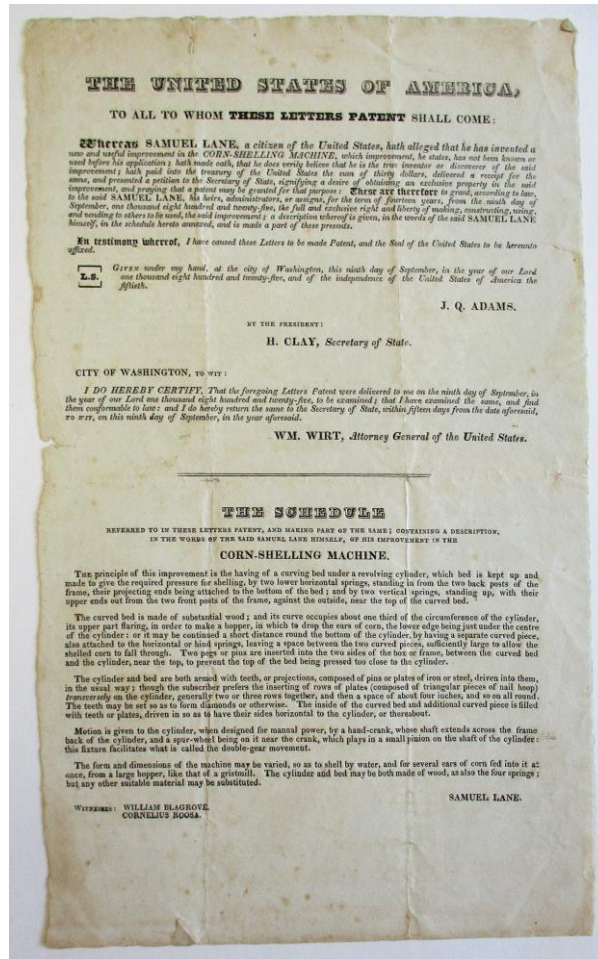 THE UNITED STATES OF AMERICA,
TO ALL TO WHOM THESE LETTERS PATENT SHALL COME:
Whereas SAMUEL LANE, a citizen of the United States, hath alleged that he has invented a
new and useful improvement in the CORN-SHELLING MACHINE, which improvement, he states, has not been known or
used before his application; hath made oath, that he does verily believe that he is the true inventor or discoverer of the said
improvement; hath paid into the treasury of the United States the sum of thirty dollars, delivered a receipt for the
same, and presented a petition to the Secretary of State, signifying a desire of obtaining an exclusive property in the said
improvement, and praying that a patent may be granted for that purpose: These are therefore to grant, according to law,
to the said SAMUEL LANE, his heirs, administrators, or assigns, for the term of fourteen years, from the ninth day of
September, one thousand eight hundred and twenty-five, the full and exclusive right and liberty of making, constructing, using,
and vending to others to be used, the said improvement; a description whereof is given, in the words of the said SAMUEL LANE
himself, in the schedule hereto annexed, and is made a part of these presents.
In testimony whereof, I have caused these Letters to be made Patent, and the Seal of the United States to be hereunto
affixed.
L.S.
GIVEN under my hand, at the city of Washington, this ninth day of September, in the year of our Lord
one thousand eight hundred and twenty-five, and of the independence of the United States of America the
fiftieth.
J. Q. ADAMS.
BY THE PRESIDENT:
H. CLAY, Secretary of State.
CITY OF WASHINGTON, TO WIT:
I DO HEREBY CERTIFY, That the foregoing Letters Patent were delivered to me on the ninth day of September, in
the year of our Lord one thousand eight hundred and twenty-five, to be examined; that I have examined the same, and find
them conformable to law: and I do hereby return the same to the Secretary of State, within fifteen days from the date aforesaid,
TO WIT, on this ninth day of September, in the year aforesaid.
WM. WIRT, Attorney General of the United States.
THE SCHEDULE
REFERRED TO IN THESE LETTERS PATENT, AND MAKING PART OF THE SAME; CONTAINING A DESCRIPTION,
IN THE WORDS OF THE SAID SAMUEL LANE HIMSELF, OF HIS IMPROVEMENT IN THE
CORN-SHELLING MACHINE.
THE principle of this improvement is the having of a curving bed under a revolving cylinder, which bed is kept up and
made to give the required pressure for shelling, by two lower horizontal springs, standing in from the two back posts of the
frame, their projecting ends being attached to the bottom of the bed; and by two vertical springs, standing up, with their
upper ends out from the two front posts of the frame, against the outside, near the top of the curved bed.
The curved bed is made of substantial wood; and its curve occupies about one third of the circumference of the cylinder,
its upper part flaring, in order to make a hopper, in which to drop the ears of corn, the lower edge being just under the centre
of the cylinder: or it may be continued a short distance round the bottom of the cylinder, by having a separate curved piece,
also attached to the horizontal or hind springs, leaving a space between the two curved pieces, sufficiently large to allow the
shelled corn to fall through. Two pegs or pins are inserted into the two sides of the box or frame, between the curved bed
and the cylinder, near the top, to prevent the top of the bed being pressed too close to the cylinder.
The cylinder and bed are both armed with teeth, or projections, composed of pins or plates of iron or steel, driven into them,
in the usual way; though the subscriber prefers the inserting of rows of plates (composed of triangular pieces of nail hoop)
transversely on the cylinder, generally two or three rows together, and then a space of about four inches, and so on all round.
The teeth may be set so as to form diamonds or otherwise. The inside of the curved bed and additional curved piece is filled
with teeth or plates, driven in so as to have their sides horizontal to the cylinder, or thereabout.
Motion is given to the cylinder, when designed for manual power, by a hand-crank, whose shaft extends across the frame
back of the cylinder, and a spur-wheel being on it near the crank, which plays in a small pinion on the shaft of the cylinder:
this fixture facilitates what is called the double-gear movement.
The form and dimensions of the machine may be varied, so as to shell by water, and for several ears of corn fed into it at
once, from a large hopper, like that of a gristmill. The cylinder and bed may be both made of wood, as also the four springs;
but any other suitable material may be substituted.
SAMUEL LANE.
WITNESSES: WILLIAM BLAGROVE.
CORNELIUS ROOSA.